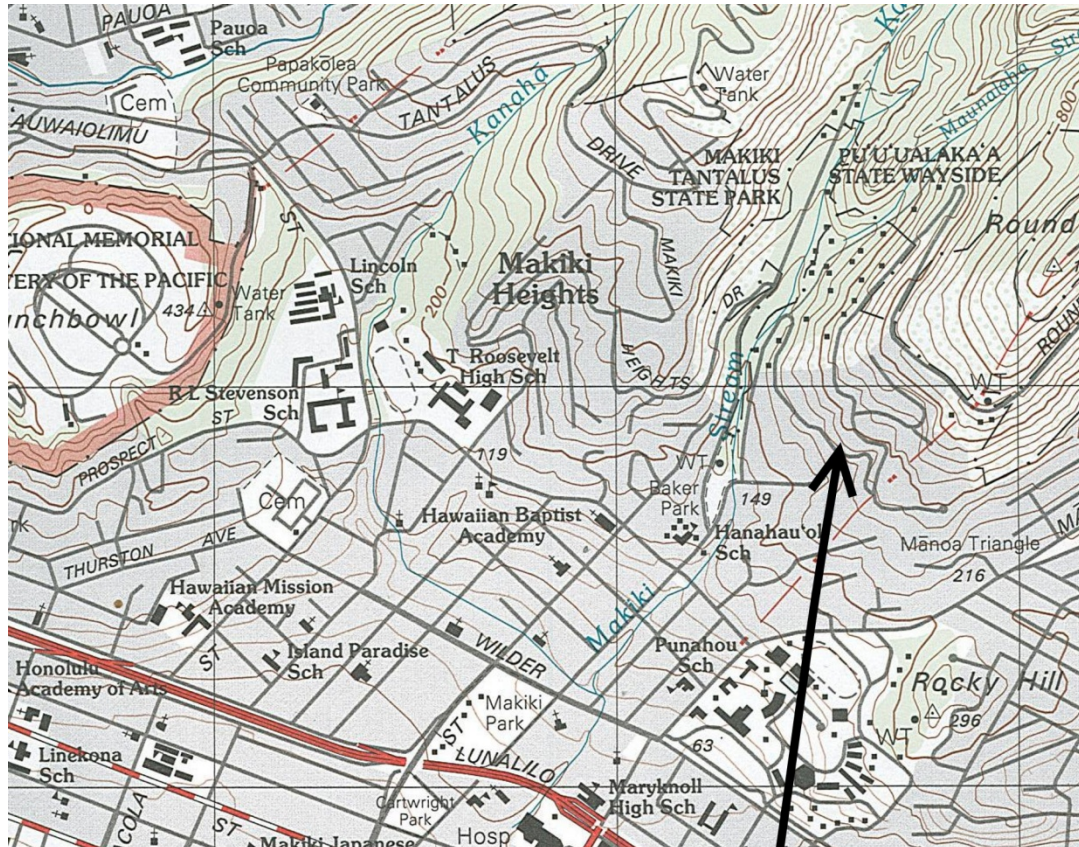 PAUOA
Pauoa
Sch
Papakōlea
Community Park
TANTALUS
Kanahā
Water
Tank
Cem
AUWAIOLIMU
DRIVE
MAKIKI
TANTALUS
STATE PARK
PU'U'UALAKA'A
STATE WAYSIDE
Maunalaha
800
Round
ROUND
ST
IONAL MEMORIAL
TERY OF THE PACIFIC
nchbowl
434
Water
Tank
Lincoln
Sch
200
Makiki
Heights
MAKIKI
DR
HEIGHTS
Stream
T Roosevelt
High Sch
R L Stevenson
Sch
PROSPECT
ST
WT
119
WT
Baker
Park
149
Cem
Hawaiian Baptist
Academy
Hanahau'oli
Sch
Mānoa Triangle
216
THURSTON AVE
Hawaiian Mission
Academy
ST
Makiki
Island Paradise
Sch
WILDER
Punahou
Sch
Rocky Hill
296
WT
Honolulu
Academy of Arts
Makiki
Park
ST
LUNALILO
63
Linekona
Sch
Maryknoll
High Sch
Cartwright
Park
ST
Makiki Japanese
Hosp